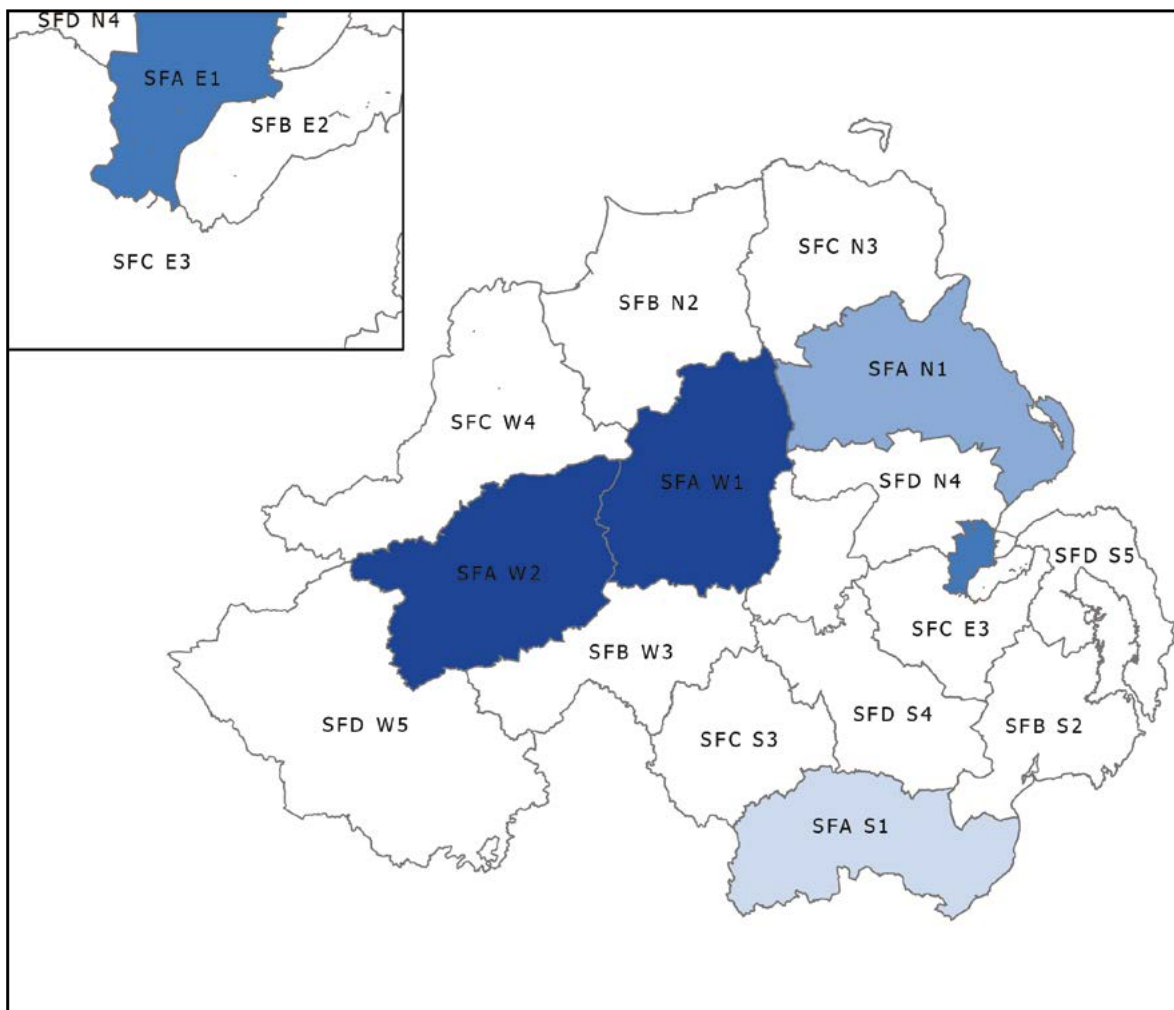 SFD N4
SFA E1
SFB E2
SFC E3
SFC N3
SFB N2
SFA N1
SFC W4
SFA W1
SFD N4
SFD S5
SFA W2
SFC E3
SFB W3
SFD W5
SFC S3
SFD S4
SFB S2
SFA S1